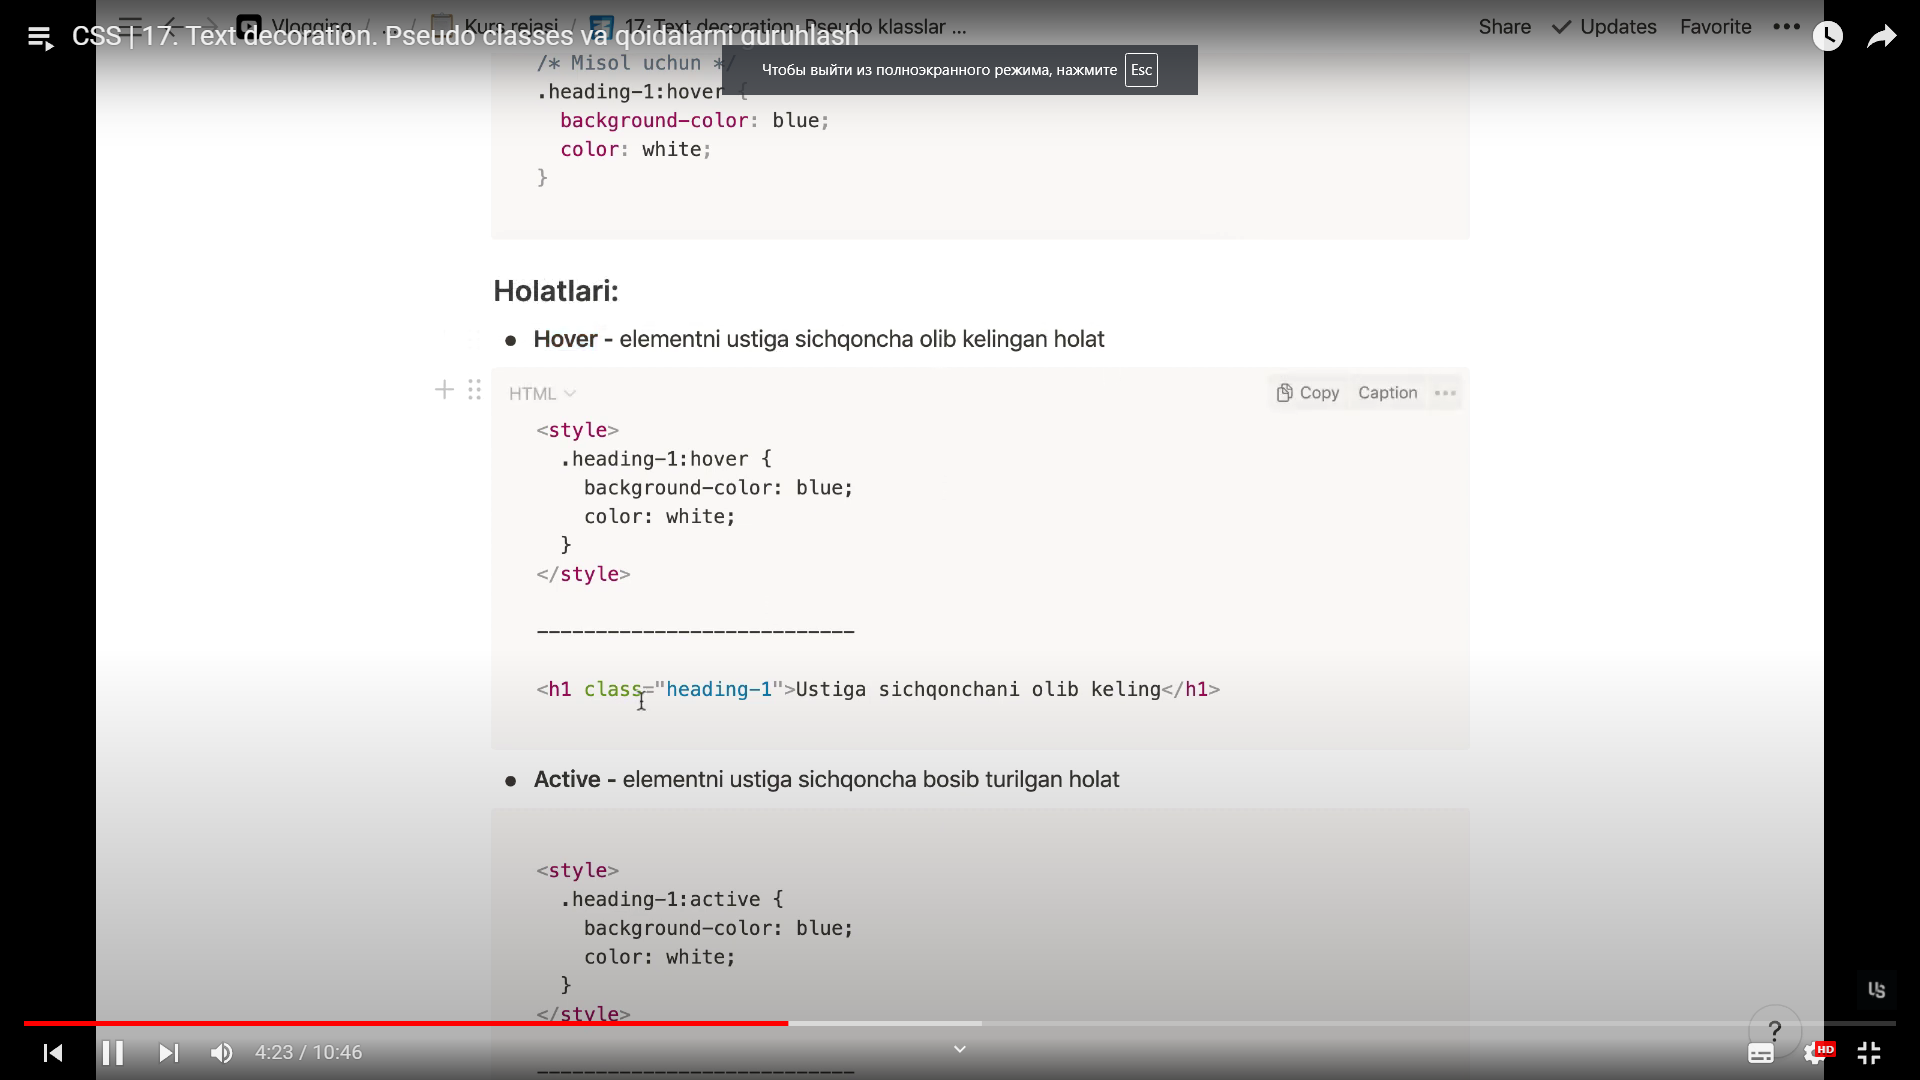 Vlogging / ... / Kurs rejasi / 17. Text decoration. Pseudo klasslar ...
Share Updates Favorite
CSS | 17. Text decoration. Pseudo classes va qoidalarni guruhlash
Чтобы выйти из полноэкранного режима, нажмите Esc
/* Misol uchun */
.heading-1:hover {
background-color: blue;
color: white;
}
Holatlari:
● Hover - elementni ustiga sichqoncha olib kelingan holat
HTML
Copy Caption
<style>
.heading-1:hover {
background-color: blue;
color: white;
}
</style>
---------------------------
<h1 class="heading-1">Ustiga sichqonchani olib keling</h1>
● Active - elementni ustiga sichqoncha bosib turilgan holat
<style>
.heading-1:active {
background-color: blue;
color: white;
}
</style>
---------------------------
?
4:23 / 10:46
HD